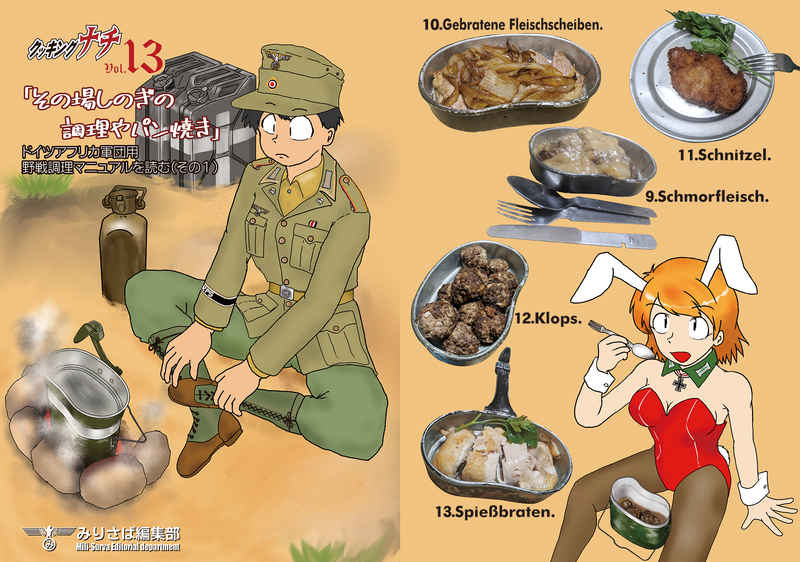 クッキングナチ
Vol.13
「その場しのぎの
調理やパン焼き」
ドイツアフリカ軍団用
野戦調理マニュアルを読む(その1)
みりさば編集部
Mili-Surva Editorial department
10.Gebratene Fleischscheiben.
11.Schnitzel.
9.Schmorfleisch.
12.Klops.
13.Spießbraten.